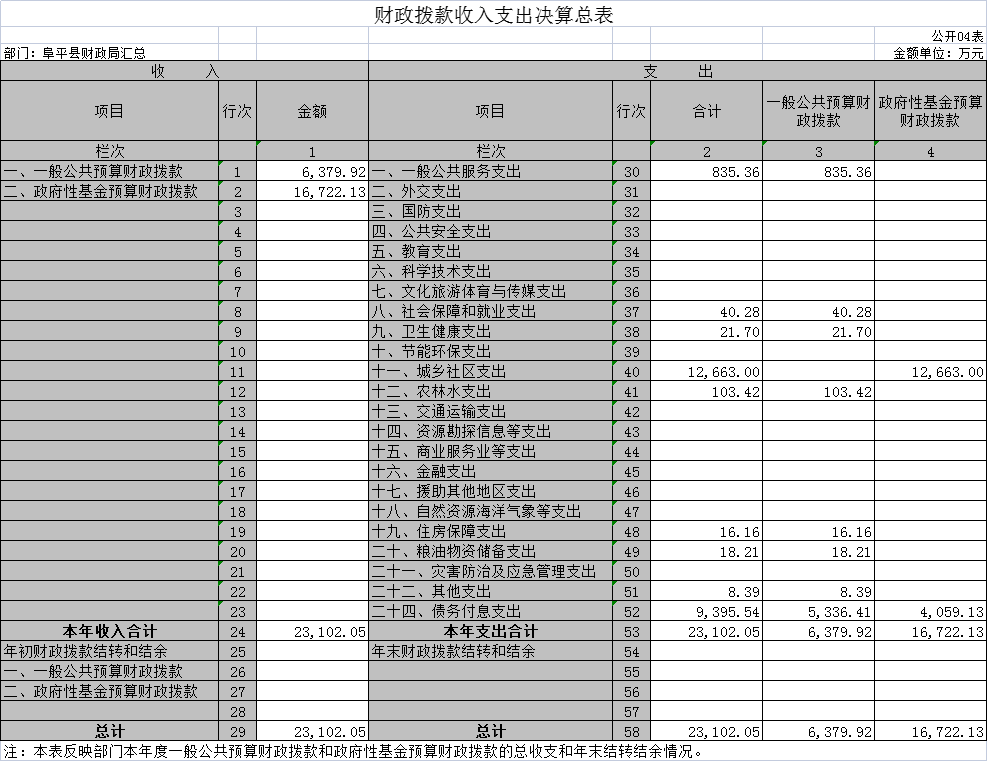 财政拨款收入支出决算总表
公开04表
部门：阜平县财政局汇总 金额单位：万元
收 入 支 出
项目 行次 金额 项目 行次 合计 一般公共预算财政拨款 政府性基金预算财政拨款
栏次 1 栏次 2 3 4
一、一般公共预算财政拨款 1 6,379.92 一、一般公共服务支出 30 835.36 835.36
二、政府性基金预算财政拨款 2 16,722.13 二、外交支出 31
3 三、国防支出 32
4 四、公共安全支出 33
5 五、教育支出 34
6 六、科学技术支出 35
7 七、文化旅游体育与传媒支出 36
8 八、社会保障和就业支出 37 40.28 40.28
9 九、卫生健康支出 38 21.70 21.70
10 十、节能环保支出 39
11 十一、城乡社区支出 40 12,663.00 12,663.00
12 十二、农林水支出 41 103.42 103.42
13 十三、交通运输支出 42
14 十四、资源勘探信息等支出 43
15 十五、商业服务业等支出 44
16 十六、金融支出 45
17 十七、援助其他地区支出 46
18 十八、自然资源海洋气象等支出 47
19 十九、住房保障支出 48 16.16 16.16
20 二十、粮油物资储备支出 49 18.21 18.21
21 二十一、灾害防治及应急管理支出 50
22 二十二、其他支出 51 8.39 8.39
23 二十四、债务付息支出 52 9,395.54 5,336.41 4,059.13
本年收入合计 24 23,102.05 本年支出合计 53 23,102.05 6,379.92 16,722.13
年初财政拨款结转和结余 25 年末财政拨款结转和结余 54
一、一般公共预算财政拨款 26 55
二、政府性基金预算财政拨款 27 56
28 57
总计 29 23,102.05 总计 58 23,102.05 6,379.92 16,722.13
注：本表反映部门本年度一般公共预算财政拨款和政府性基金预算财政拨款的总收支和年末结转结余情况。